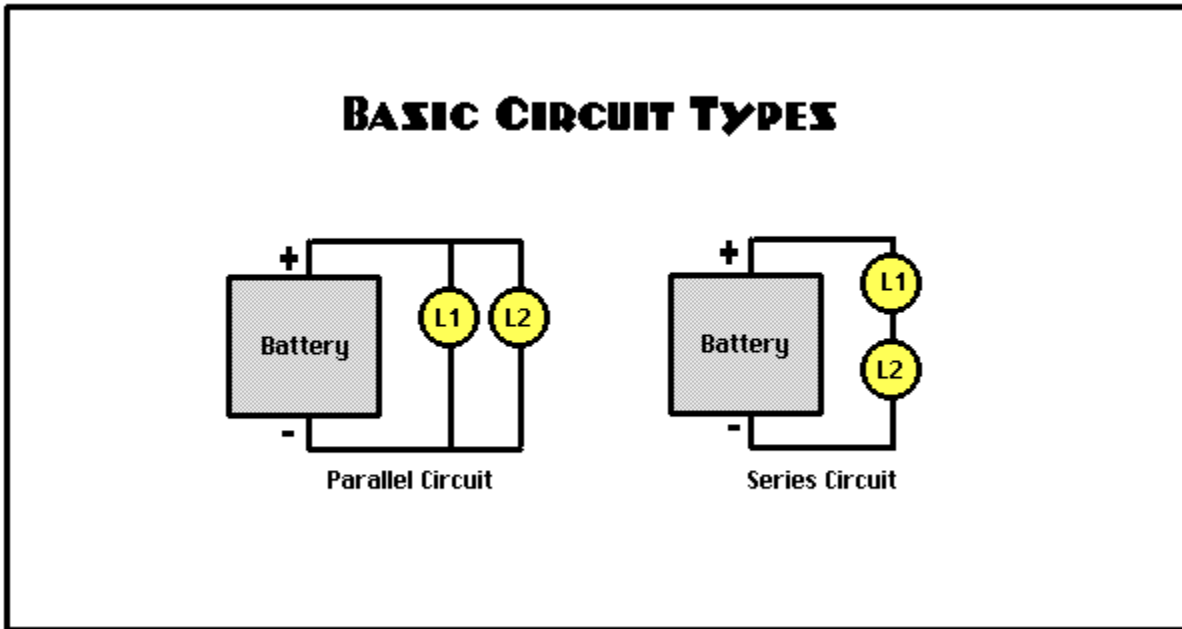 BASIC CIRCUIT TYPES
+
Battery
-
L1
L2
Parallel Circuit
+
Battery
-
L1
L2
Series Circuit